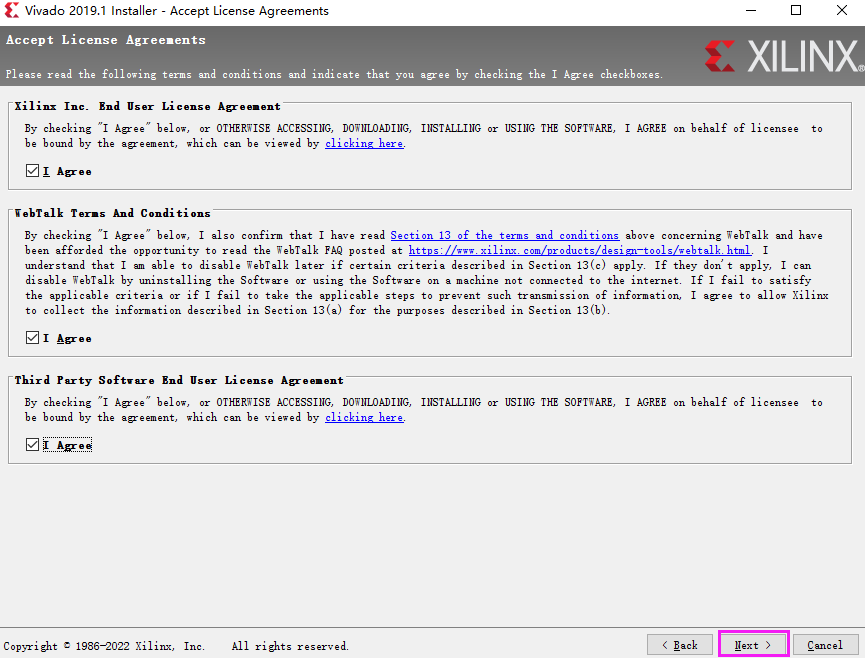 Vivado 2019.1 Installer - Accept License Agreements
Accept License Agreements
Please read the following terms and conditions and indicate that you agree by checking the I Agree checkboxes.
XILINX®
Xilinx Inc. End User License Agreement
By checking "I Agree" below, or OTHERWISE ACCESSING, DOWNLOADING, INSTALLING or USING THE SOFTWARE, I AGREE on behalf of licensee to
be bound by the agreement, which can be viewed by clicking here.
I Agree
WebTalk Terms And Conditions
By checking "I Agree" below, I also confirm that I have read Section 13 of the terms and conditions above concerning WebTalk and have
been afforded the opportunity to read the WebTalk FAQ posted at https://www.xilinx.com/products/design-tools/webtalk.html. I
understand that I am able to disable WebTalk later if certain criteria described in Section 13(c) apply. If they don't apply, I can
disable WebTalk by uninstalling the Software or using the Software on a machine not connected to the internet. If I fail to satisfy
the applicable criteria or if I fail to take the applicable steps to prevent such transmission of information, I agree to allow Xilinx
to collect the information described in Section 13(a) for the purposes described in Section 13(b).
I Agree
Third Party Software End User License Agreement
By checking "I Agree" below, or OTHERWISE ACCESSING, DOWNLOADING, INSTALLING or USING THE SOFTWARE, I AGREE on behalf of licensee to
be bound by the agreement, which can be viewed by clicking here.
I Agree
Copyright © 1986-2022 Xilinx, Inc. All rights reserved.
< Back
Next >
Cancel